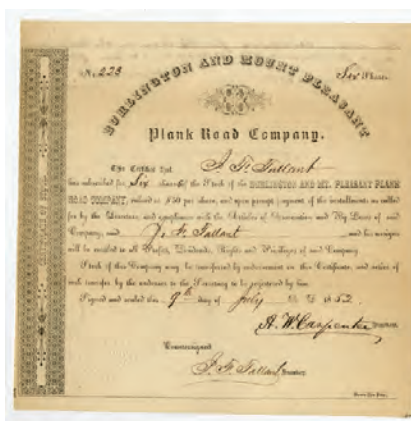 No. 223
Six Shares
BURLINGTON AND MOUNT PLEASANT
Plank Road Company.
This Certifies that J. F. Tallant
has subscribed for Six shares of the Stock of the BURLINGTON AND MT. PLEASANT PLANK
ROAD COMPANY, valued at $50 per share, and upon prompt payment of the installments as called
for by the Directors, and compliance with the Articles of Association and By Laws of said
Company, said J. F. Tallant and his assigns
will be entitled to all Profits, Dividends, Rights and Privileges of said Company
Stock of this Company may be transferred by endorsement on this Certificate, and notice of
such transfer by the endorser to the Secretary to be registered by him.
Signed and sealed this 9th day of July 1852.
H. W. Carpenter
Countersigned
J. F. Tallant